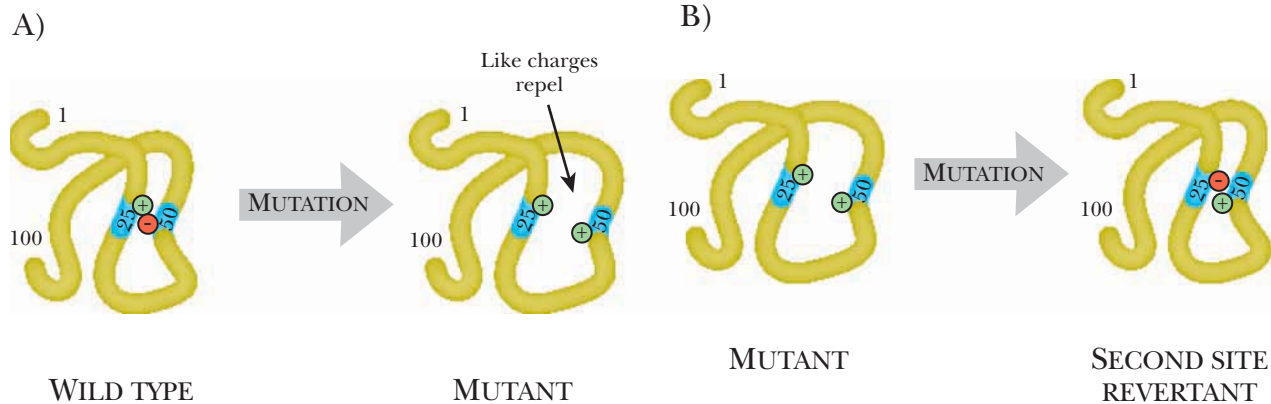 A)
1
100
25
50
+
-
WILD TYPE
MUTATION
Like charges
repel
1
100
25
50
+
+
MUTANT
B)
1
100
25
50
+
+
MUTANT
MUTATION
1
100
25
50
-
+
SECOND SITE
REVERTANT